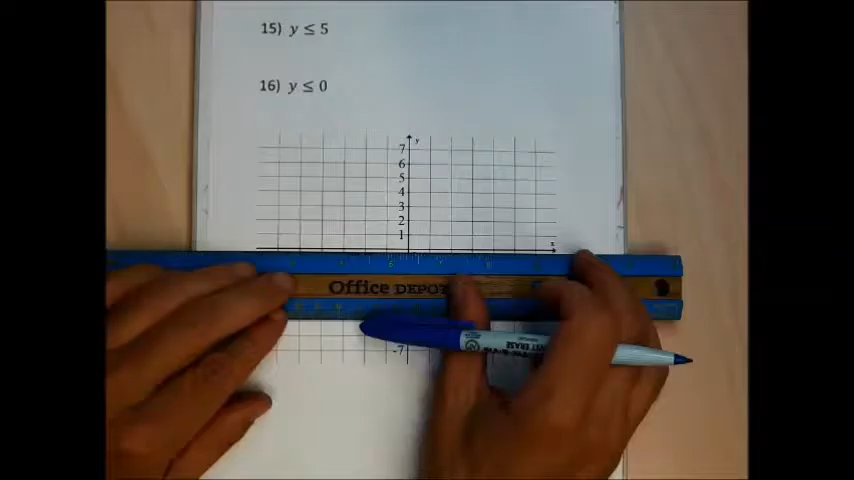 15) y ≤ 5
16) y ≤ 0
y
7
6
5
4
3
2
1
x
Office DEPOT
-7